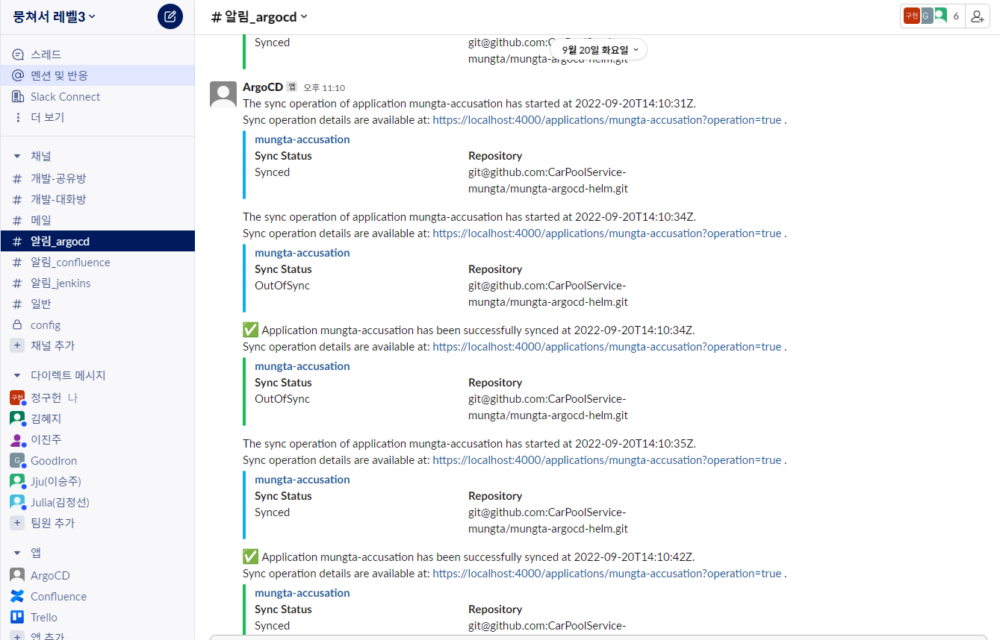 뭉쳐서 레벨3
스레드
멘션 및 반응
Slack Connect
더 보기
채널
# 개발-공유방
# 개발-대화방
# 메일
# 알림_argocd
# 알림_confluence
# 알림_jenkins
# 일반
config
+ 채널 추가
다이렉트 메시지
구헌 정구헌 나
김혜지
이진주
G GoodIron
Jju(이승주)
Julia(김정선)
+ 팀원 추가
앱
ArgoCD
Confluence
Trello
+ 앱 추가
# 알림_argocd
구헌 G 6
Synced
git@github.com:C
mungta/mungta-argocd-helm.git
9월 20일 화요일
ArgoCD 앱 오후 11:10
The sync operation of application mungta-accusation has started at 2022-09-20T14:10:31Z.
Sync operation details are available at: https://localhost:4000/applications/mungta-accusation?operation=true .
mungta-accusation
Sync Status Repository
Synced git@github.com:CarPoolService-
mungta/mungta-argocd-helm.git
The sync operation of application mungta-accusation has started at 2022-09-20T14:10:34Z.
Sync operation details are available at: https://localhost:4000/applications/mungta-accusation?operation=true .
mungta-accusation
Sync Status Repository
OutOfSync git@github.com:CarPoolService-
mungta/mungta-argocd-helm.git
✅ Application mungta-accusation has been successfully synced at 2022-09-20T14:10:34Z.
Sync operation details are available at: https://localhost:4000/applications/mungta-accusation?operation=true .
mungta-accusation
Sync Status Repository
OutOfSync git@github.com:CarPoolService-
mungta/mungta-argocd-helm.git
The sync operation of application mungta-accusation has started at 2022-09-20T14:10:35Z.
Sync operation details are available at: https://localhost:4000/applications/mungta-accusation?operation=true .
mungta-accusation
Sync Status Repository
Synced git@github.com:CarPoolService-
mungta/mungta-argocd-helm.git
✅ Application mungta-accusation has been successfully synced at 2022-09-20T14:10:42Z.
Sync operation details are available at: https://localhost:4000/applications/mungta-accusation?operation=true .
mungta-accusation
Sync Status Repository
Synced git@github.com:CarPoolService-